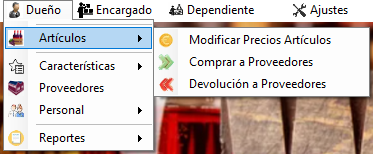 Dueño Encargado Dependiente Ajustes
Artículos
Características
Proveedores
Personal
Reportes
Modificar Precios Artículos
Comprar a Proveedores
Devolución a Proveedores